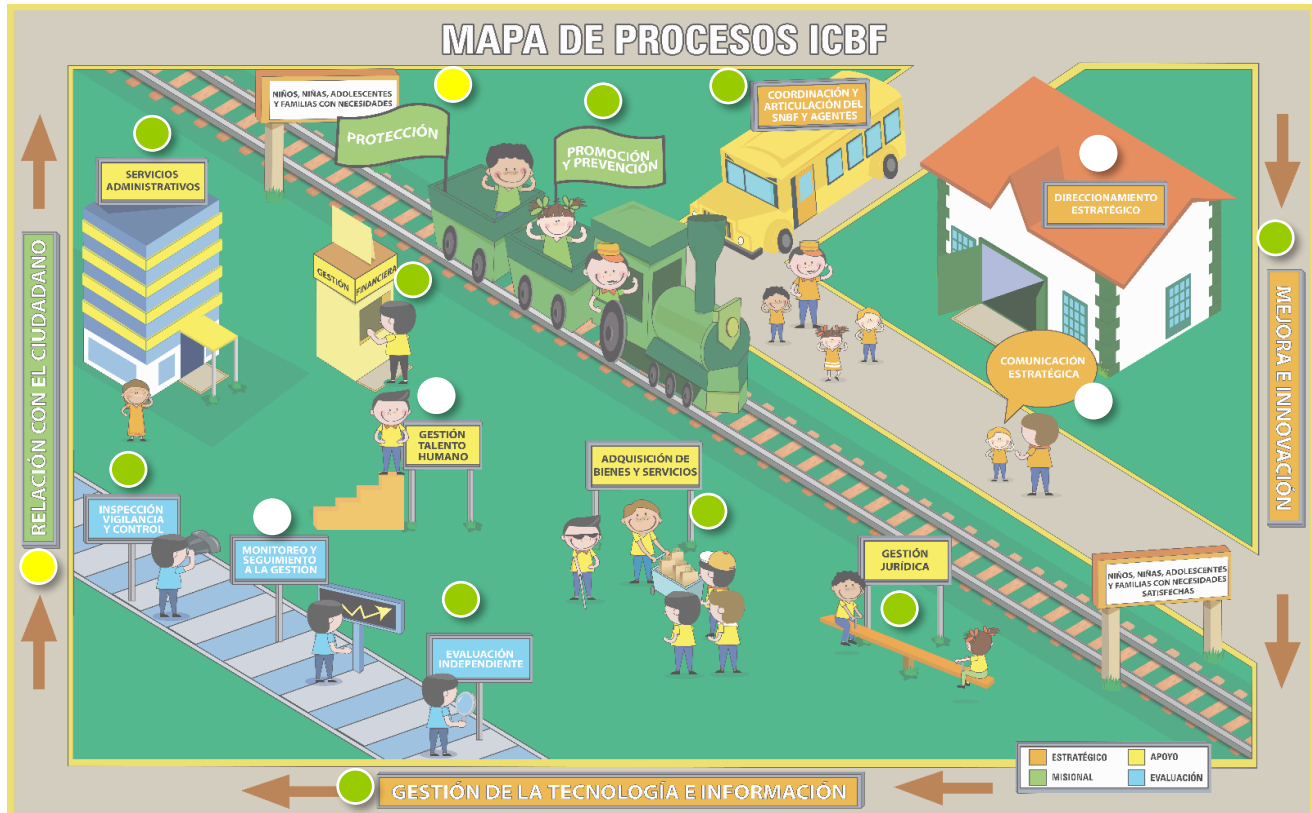 MAPA DE PROCESOS ICBF
NIÑOS, NIÑAS, ADOLESCENTES
Y FAMILIAS CON NECESIDADES
PROTECCIÓN
PROMOCIÓN
Y PREVENCIÓN
COORDINACIÓN Y
ARTICULACIÓN DEL
SNBF Y AGENTES
SERVICIOS
ADMINISTRATIVOS
DIRECCIONAMIENTO
ESTRATÉGICO
GESTIÓN
FINANCIERA
RELACIÓN CON EL CIUDADANO
MEJORA E INNOVACIÓN
COMUNICACIÓN
ESTRATÉGICA
GESTIÓN
TALENTO
HUMANO
ADQUISICIÓN DE
BIENES Y SERVICIOS
INSPECCIÓN
VIGILANCIA
Y CONTROL
MONITOREO Y
SEGUIMIENTO
A LA GESTIÓN
GESTIÓN
JURÍDICA
NIÑOS, NIÑAS, ADOLESCENTES
Y FAMILIAS CON NECESIDADES
SATISFECHAS
EVALUACIÓN
INDEPENDIENTE
ESTRATÉGICO
APOYO
MISIONAL
EVALUACIÓN
GESTIÓN DE LA TECNOLOGÍA E INFORMACIÓN